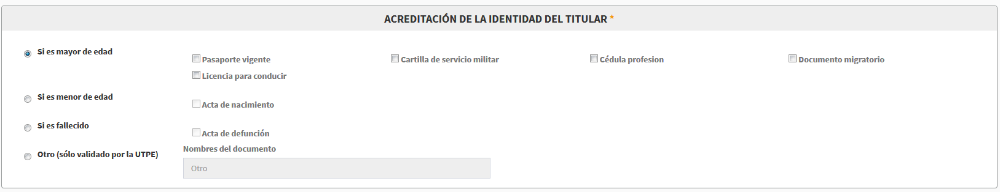 ACREDITACIÓN DE LA IDENTIDAD DEL TITULAR *
Si es mayor de edad
Pasaporte vigente
Cartilla de servicio militar
Cédula profesion
Documento migratorio
Licencia para conducir
Si es menor de edad
Acta de nacimiento
Si es fallecido
Acta de defunción
Otro (sólo validado por la UTPE)
Nombres del documento
Otro